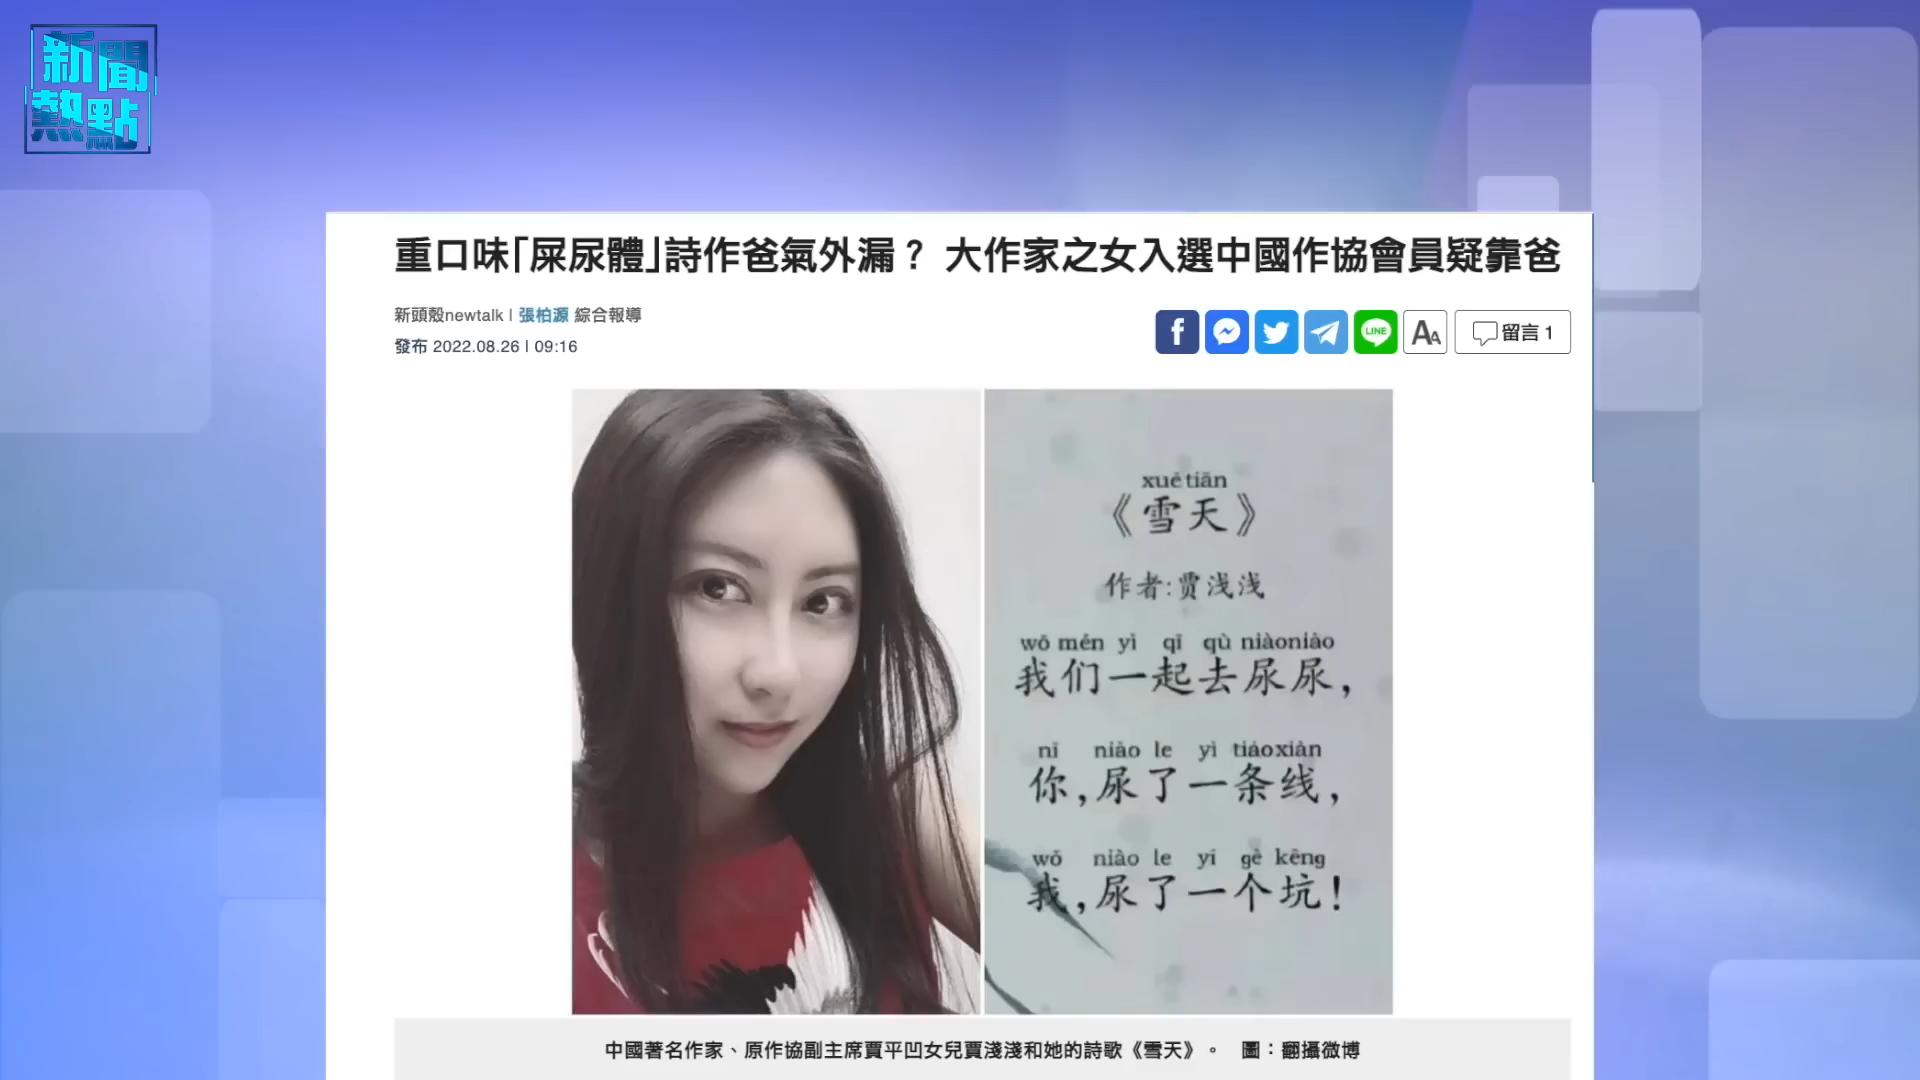 新聞
熱點
重口味「屎尿體」詩作爸氣外漏？ 大作家之女入選中國作協會員疑靠爸
新頭殼newtalk | 張柏源 綜合報導
發布 2022.08.26 | 09:16
f
LINE
AA
留言 1
xuě tiān
《雪天》
作者:贾浅浅
wǒ mén yì qǐ qù niàoniào
我们一起去尿尿，
nǐ niào le yì tiáoxiàn
你,尿了一条线，
wǒ niào le yí gè kēng
我,尿了一个坑!
中國著名作家、原作協副主席賈平凹女兒賈淺淺和她的詩歌《雪天》。 圖：翻攝微博